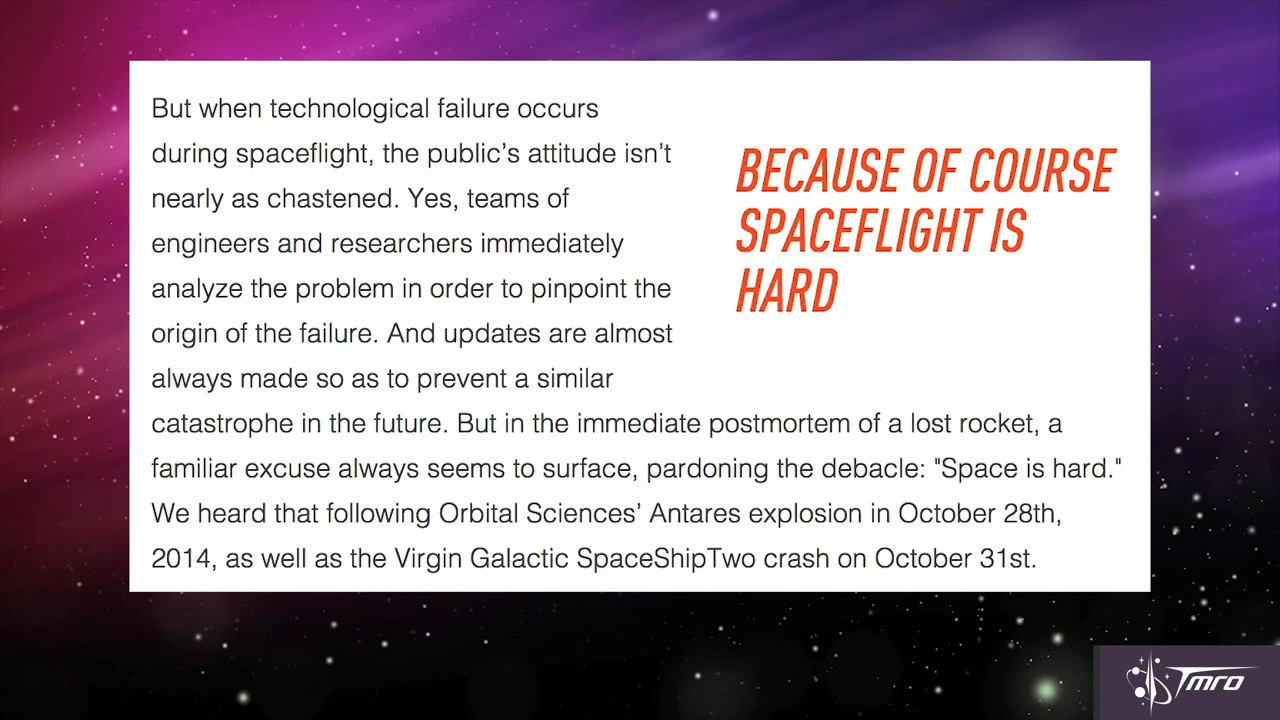 But when technological failure occurs
during spaceflight, the public's attitude isn't
nearly as chastened. Yes, teams of
engineers and researchers immediately
analyze the problem in order to pinpoint the
origin of the failure. And updates are almost
always made so as to prevent a similar
catastrophe in the future. But in the immediate postmortem of a lost rocket, a
familiar excuse always seems to surface, pardoning the debacle: "Space is hard."
We heard that following Orbital Sciences' Antares explosion in October 28th,
2014, as well as the Virgin Galactic SpaceShipTwo crash on October 31st.
BECAUSE OF COURSE
SPACEFLIGHT IS
HARD
Tmro